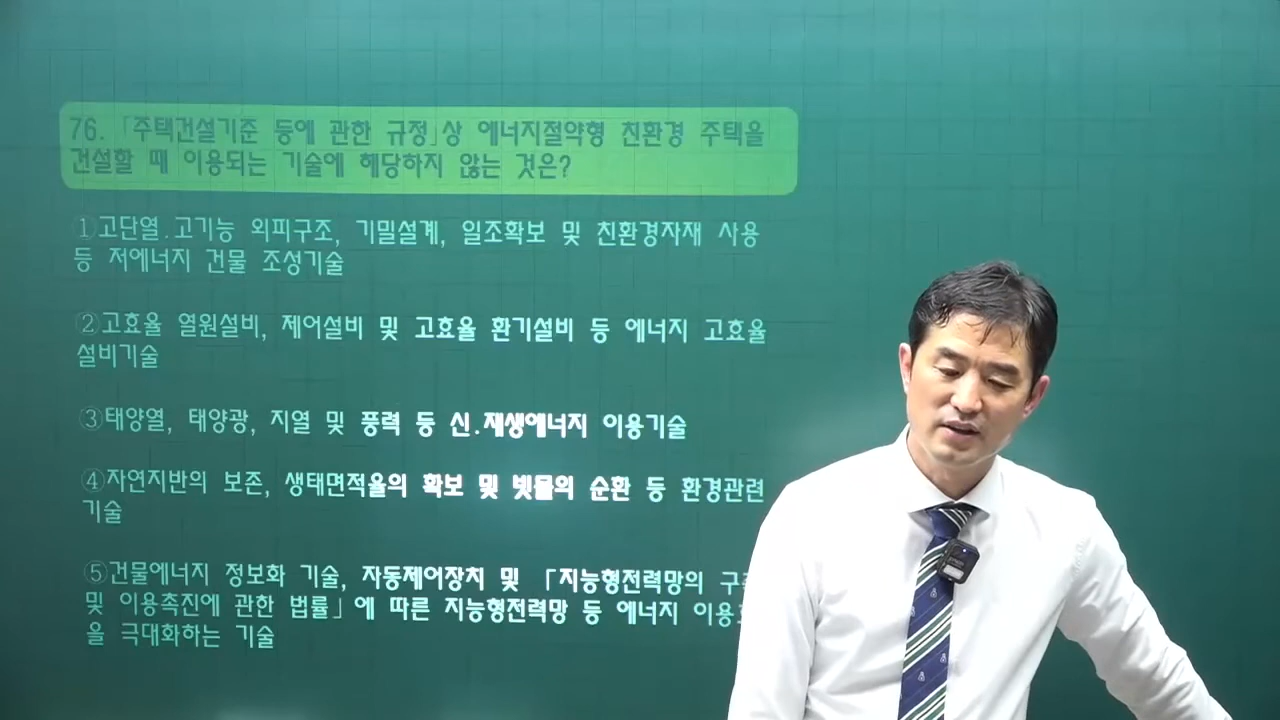 76. 「주택건설기준 등에 관한 규정」상 에너지절약형 친환경 주택을
건설할 때 이용되는 기술에 해당하지 않는 것은?
①고단열.고기능 외피구조, 기밀설계, 일조확보 및 친환경자재 사용
등 저에너지 건물 조성기술
②고효율 열원설비, 제어설비 및 고효율 환기설비 등 에너지 고효율
설비기술
③태양열, 태양광, 지열 및 풍력 등 신.재생에너지 이용기술
④자연지반의 보존, 생태면적율의 확보 및 빗물의 순환 등 환경관련
기술
⑤건물에너지 정보화 기술, 자동제어장치 및 「지능형전력망의
및 이용촉진에 관한 법률」에 따른 지능형전력망 등 에너지
을 극대화하는 기술